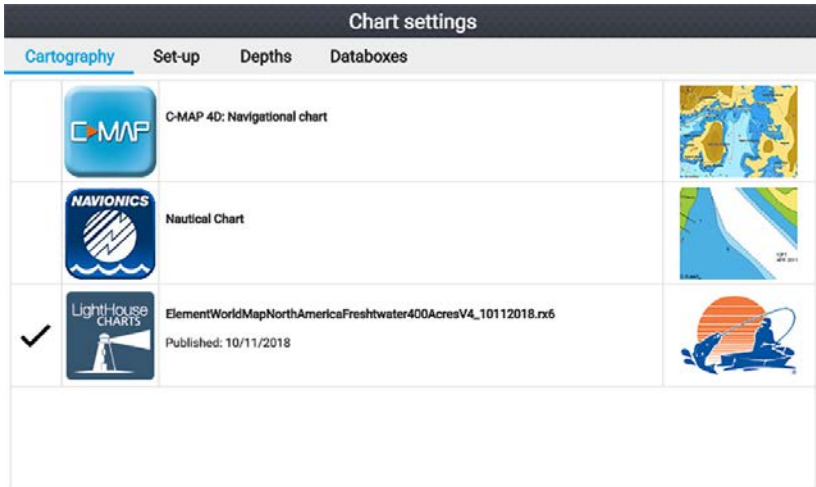 Chart settings
Cartography Set-up Depths Databoxes
C-MAP
C-MAP 4D: Navigational chart
NAVIONICS
Nautical Chart
LightHouse
CHARTS
ElementWorldMapNorthAmericaFreshtwater400AcresV4_10112018.rx6
Published: 10/11/2018